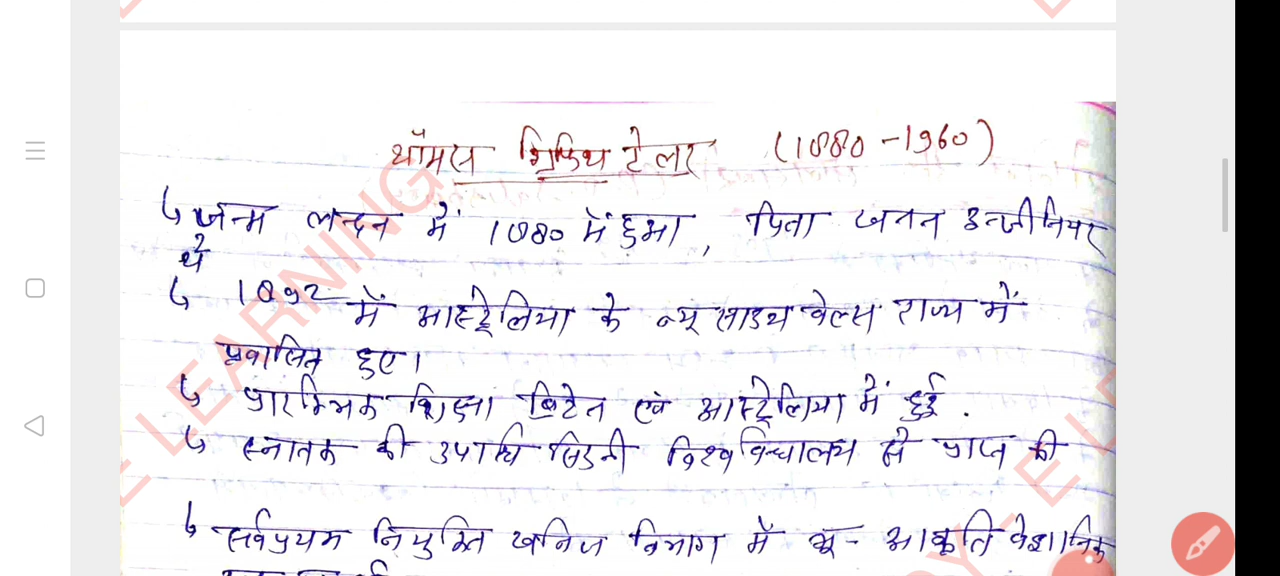 थॉमस ग्रिफिथ टेलर (1880-1960)
↳ जन्म लन्दन में 1880 में हुआ, पिता खनन इन्जीनियर
थे
↳ 1892 में आस्ट्रेलिया के न्यू साउथ वेल्स राज्य में
प्रवासित हुए।
↳ प्रारम्भिक शिक्षा ब्रिटेन एवं आस्ट्रेलिया में हुई.
↳ स्नातक की उपाधि सिडनी विश्वविद्यालय से प्राप्त की
↳ सर्वप्रथम नियुक्ति खनिज विभाग में भू-आकृति वैज्ञानिक
E LEARNING